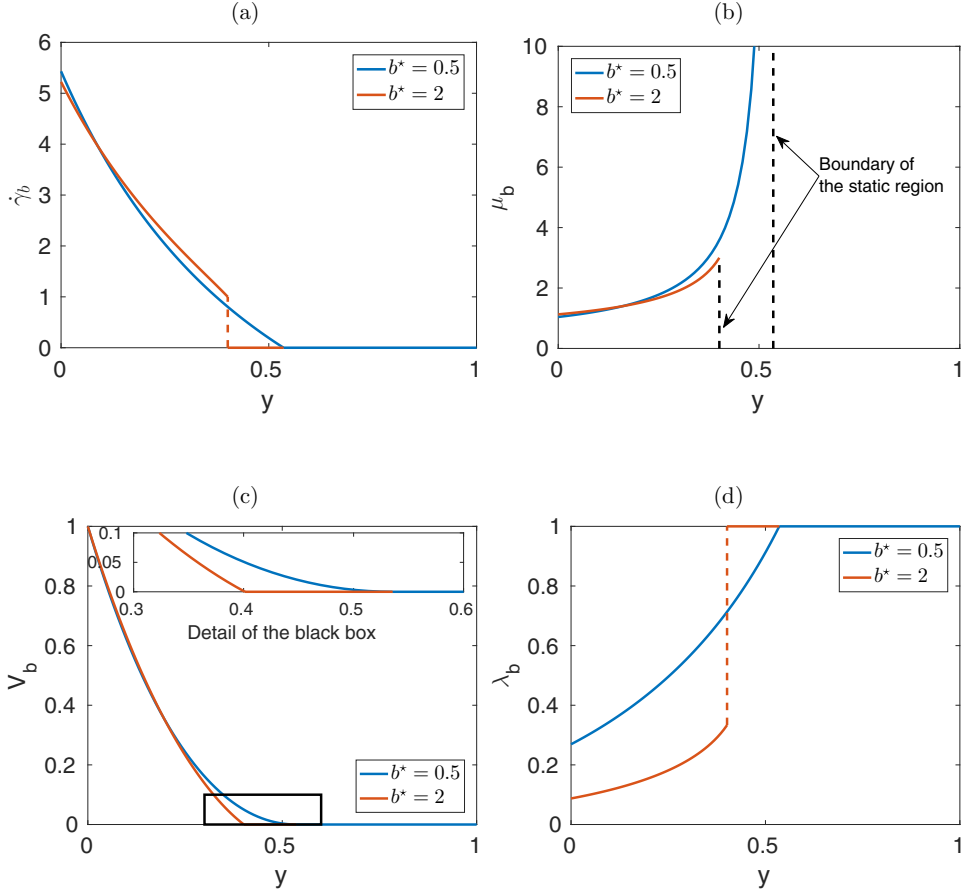 (a)
6
5
4
3
2
1
0
0
0.5
1
y
γ̇_b
b⋆ = 0.5
b⋆ = 2
(b)
10
8
6
4
2
0
0
0.5
1
y
μ_b
b⋆ = 0.5
b⋆ = 2
Boundary of
the static region
(c)
1
0.8
0.6
0.4
0.2
0
0
0.5
1
y
V_b
0.1
0.05
0
0.3
0.4
0.5
0.6
Detail of the black box
b⋆ = 0.5
b⋆ = 2
(d)
1
0.8
0.6
0.4
0.2
0
0
0.5
1
y
λ_b
b⋆ = 0.5
b⋆ = 2